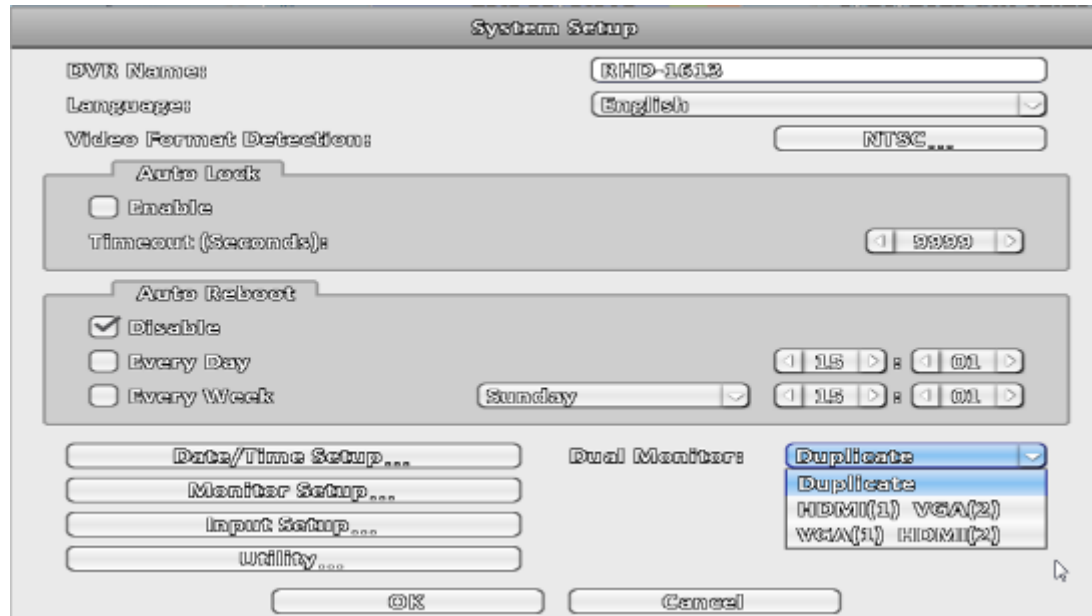 System Setup
DVR Name: RHD-1613
Language: English
Video Format Detection: NTSC...
Auto Lock
Enable
Timeout (Seconds): 9999
Auto Reboot
Disable
Every Day 15 : 01
Every Week Sunday 15 : 01
Date/Time Setup... Dual Monitor: Duplicate
Monitor Setup... Duplicate
Input Setup... HDMI(1) VGA(2)
Utility... VGA(1) HDMI(2)
OK Cancel